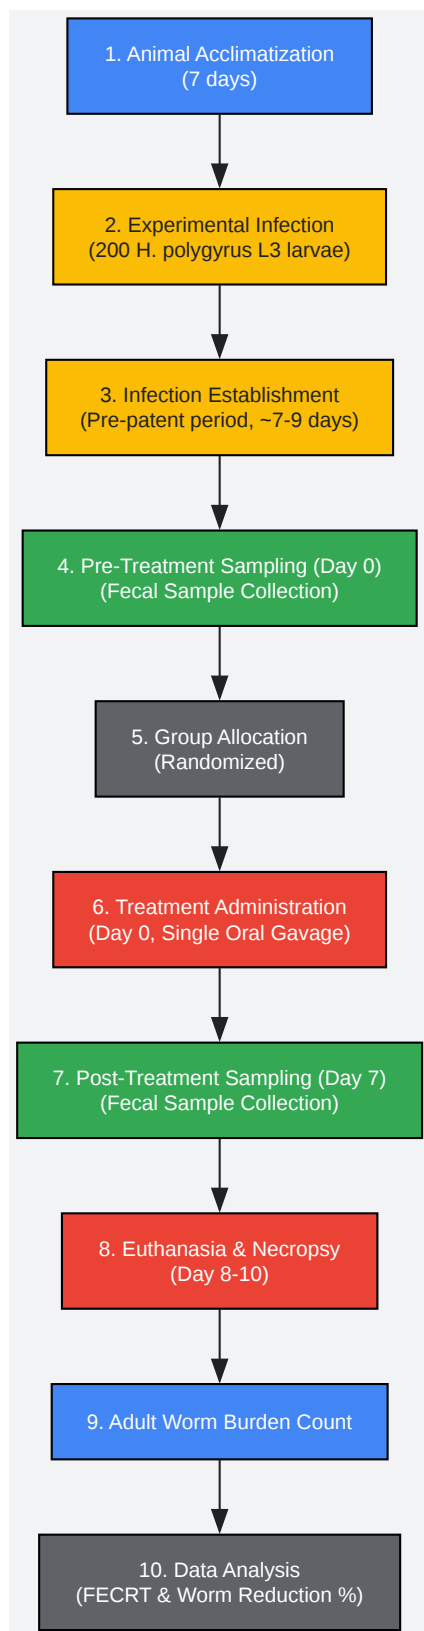 1. Animal Acclimatization
(7 days)
2. Experimental Infection
(200 H. polygyrus L3 larvae)
3. Infection Establishment
(Pre-patent period, ~7-9 days)
4. Pre-Treatment Sampling (Day 0)
(Fecal Sample Collection)
5. Group Allocation
(Randomized)
6. Treatment Administration
(Day 0, Single Oral Gavage)
7. Post-Treatment Sampling (Day 7)
(Fecal Sample Collection)
8. Euthanasia & Necropsy
(Day 8-10)
9. Adult Worm Burden Count
10. Data Analysis
(FECRT & Worm Reduction %)